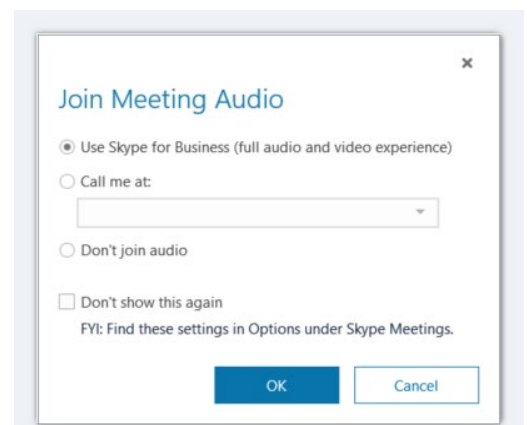 Join Meeting Audio
Use Skype for Business (full audio and video experience)
Call me at:
Don't join audio
Don't show this again
FYI: Find these settings in Options under Skype Meetings.
OK Cancel